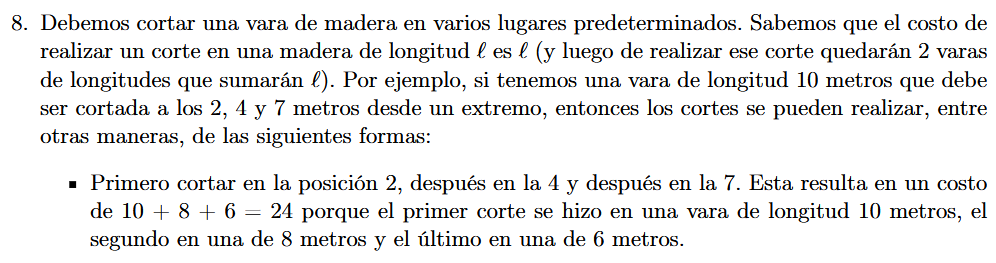 8. Debemos cortar una vara de madera en varios lugares predeterminados. Sabemos que el costo de
realizar un corte en una madera de longitud ℓ es ℓ (y luego de realizar ese corte quedarán 2 varas
de longitudes que sumarán ℓ). Por ejemplo, si tenemos una vara de longitud 10 metros que debe
ser cortada a los 2, 4 y 7 metros desde un extremo, entonces los cortes se pueden realizar, entre
otras maneras, de las siguientes formas:
▪ Primero cortar en la posición 2, después en la 4 y después en la 7. Esta resulta en un costo
de 10 + 8 + 6 = 24 porque el primer corte se hizo en una vara de longitud 10 metros, el
segundo en una de 8 metros y el último en una de 6 metros.